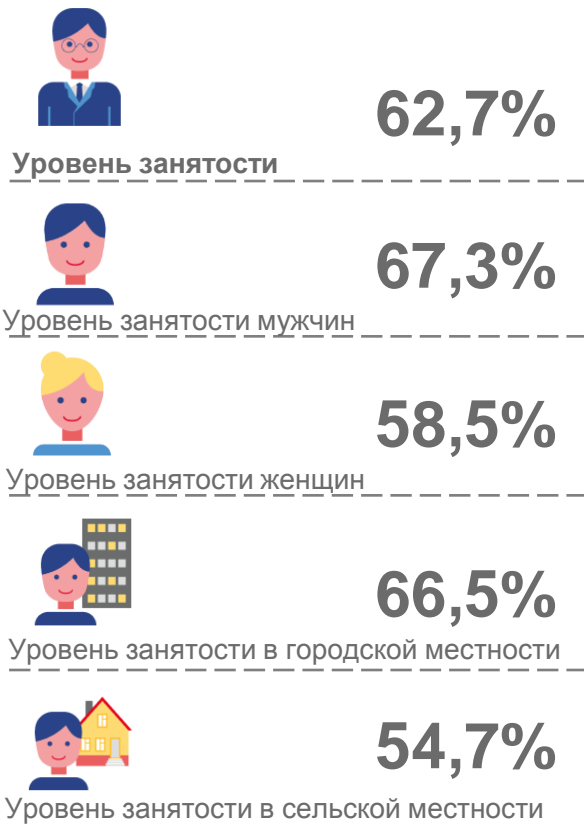 62,7%
Уровень занятости
67,3%
Уровень занятости мужчин
58,5%
Уровень занятости женщин
66,5%
Уровень занятости в городской местности
54,7%
Уровень занятости в сельской местности